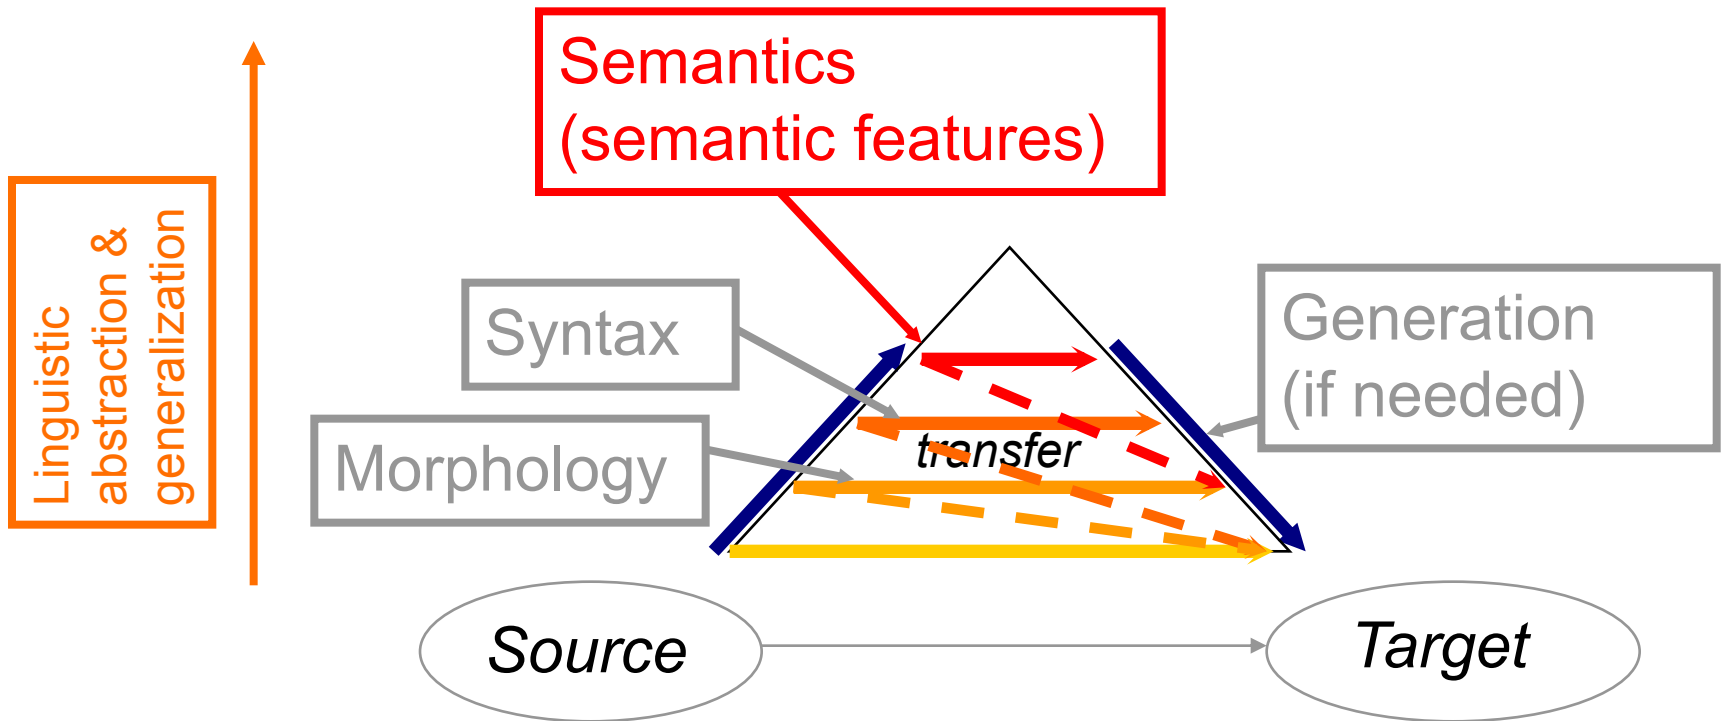 Semantics
(semantic features)
Linguistic
abstraction &
generalization
Syntax
Generation
(if needed)
transfer
Morphology
Source
Target